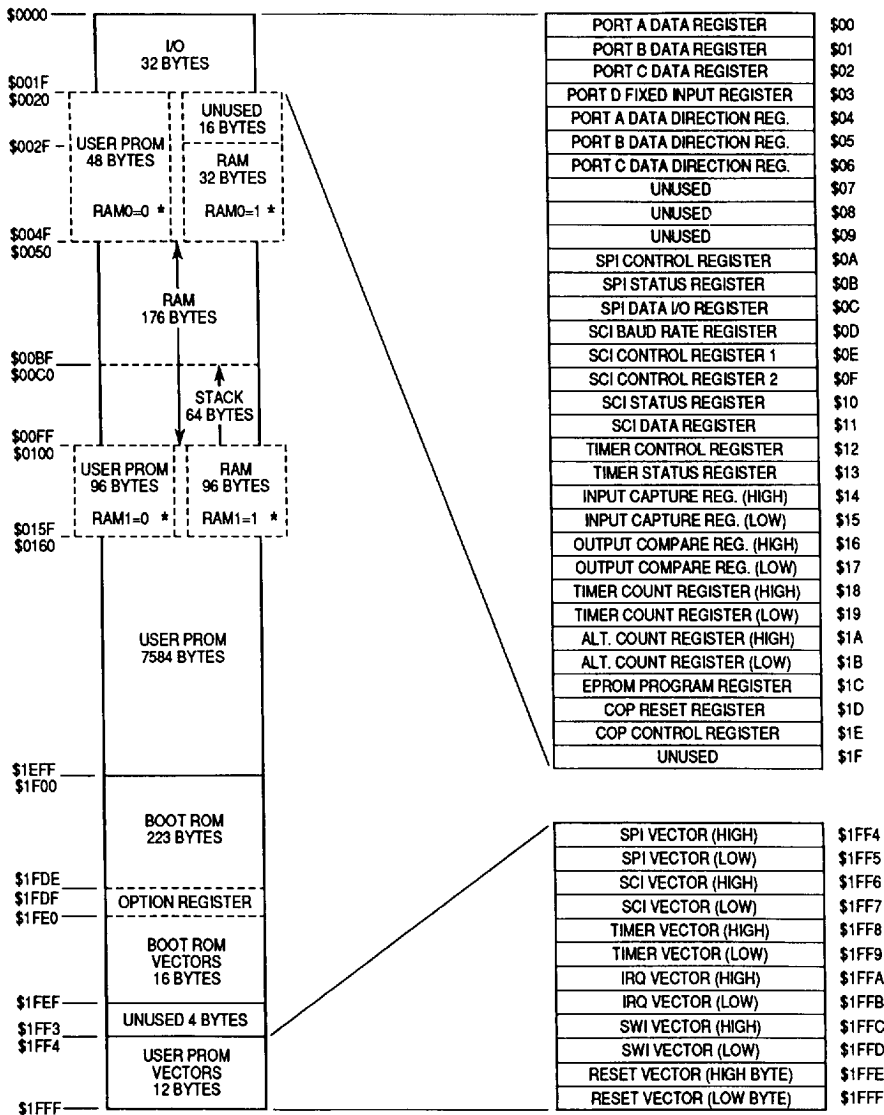 $0000
I/O
32 BYTES
$001F
$0020
USER PROM
48 BYTES
RAM0=0 *
UNUSED
16 BYTES
$002F
RAM
32 BYTES
RAM0=1 *
$004F
$0050
RAM
176 BYTES
$00BF
$00C0
STACK
64 BYTES
$00FF
$0100
USER PROM
96 BYTES
RAM1=0 *
RAM
96 BYTES
RAM1=1 *
$015F
$0160
USER PROM
7584 BYTES
$1EFF
$1F00
BOOT ROM
223 BYTES
$1FDE
$1FDF
OPTION REGISTER
$1FE0
BOOT ROM
VECTORS
16 BYTES
$1FEF
UNUSED 4 BYTES
$1FF3
$1FF4
USER PROM
VECTORS
12 BYTES
$1FFF
PORT A DATA REGISTER $00
PORT B DATA REGISTER $01
PORT C DATA REGISTER $02
PORT D FIXED INPUT REGISTER $03
PORT A DATA DIRECTION REG. $04
PORT B DATA DIRECTION REG. $05
PORT C DATA DIRECTION REG. $06
UNUSED $07
UNUSED $08
UNUSED $09
SPI CONTROL REGISTER $0A
SPI STATUS REGISTER $0B
SPI DATA I/O REGISTER $0C
SCI BAUD RATE REGISTER $0D
SCI CONTROL REGISTER 1 $0E
SCI CONTROL REGISTER 2 $0F
SCI STATUS REGISTER $10
SCI DATA REGISTER $11
TIMER CONTROL REGISTER $12
TIMER STATUS REGISTER $13
INPUT CAPTURE REG. (HIGH) $14
INPUT CAPTURE REG. (LOW) $15
OUTPUT COMPARE REG. (HIGH) $16
OUTPUT COMPARE REG. (LOW) $17
TIMER COUNT REGISTER (HIGH) $18
TIMER COUNT REGISTER (LOW) $19
ALT. COUNT REGISTER (HIGH) $1A
ALT. COUNT REGISTER (LOW) $1B
EPROM PROGRAM REGISTER $1C
COP RESET REGISTER $1D
COP CONTROL REGISTER $1E
UNUSED $1F
SPI VECTOR (HIGH) $1FF4
SPI VECTOR (LOW) $1FF5
SCI VECTOR (HIGH) $1FF6
SCI VECTOR (LOW) $1FF7
TIMER VECTOR (HIGH) $1FF8
TIMER VECTOR (LOW) $1FF9
IRQ VECTOR (HIGH) $1FFA
IRQ VECTOR (LOW) $1FFB
SWI VECTOR (HIGH) $1FFC
SWI VECTOR (LOW) $1FFD
RESET VECTOR (HIGH BYTE) $1FFE
RESET VECTOR (LOW BYTE) $1FFF